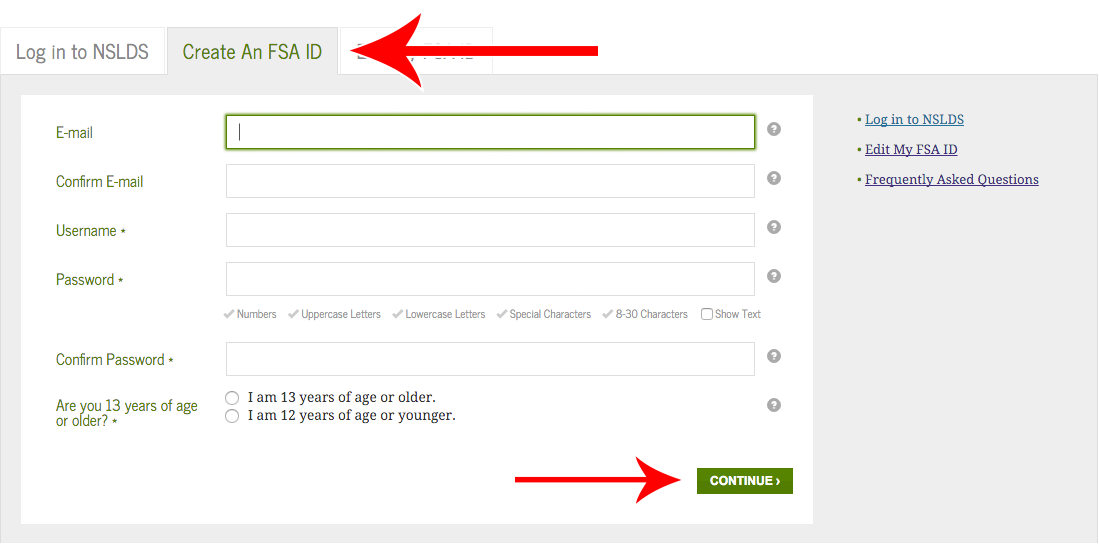 Log in to NSLDS
Create An FSA ID
E-mail
Confirm E-mail
Username *
Password *
Numbers Uppercase Letters Lowercase Letters Special Characters 8-30 Characters Show Text
Confirm Password *
Are you 13 years of age
or older? *
I am 13 years of age or older.
I am 12 years of age or younger.
CONTINUE ›
• Log in to NSLDS
• Edit My FSA ID
• Frequently Asked Questions